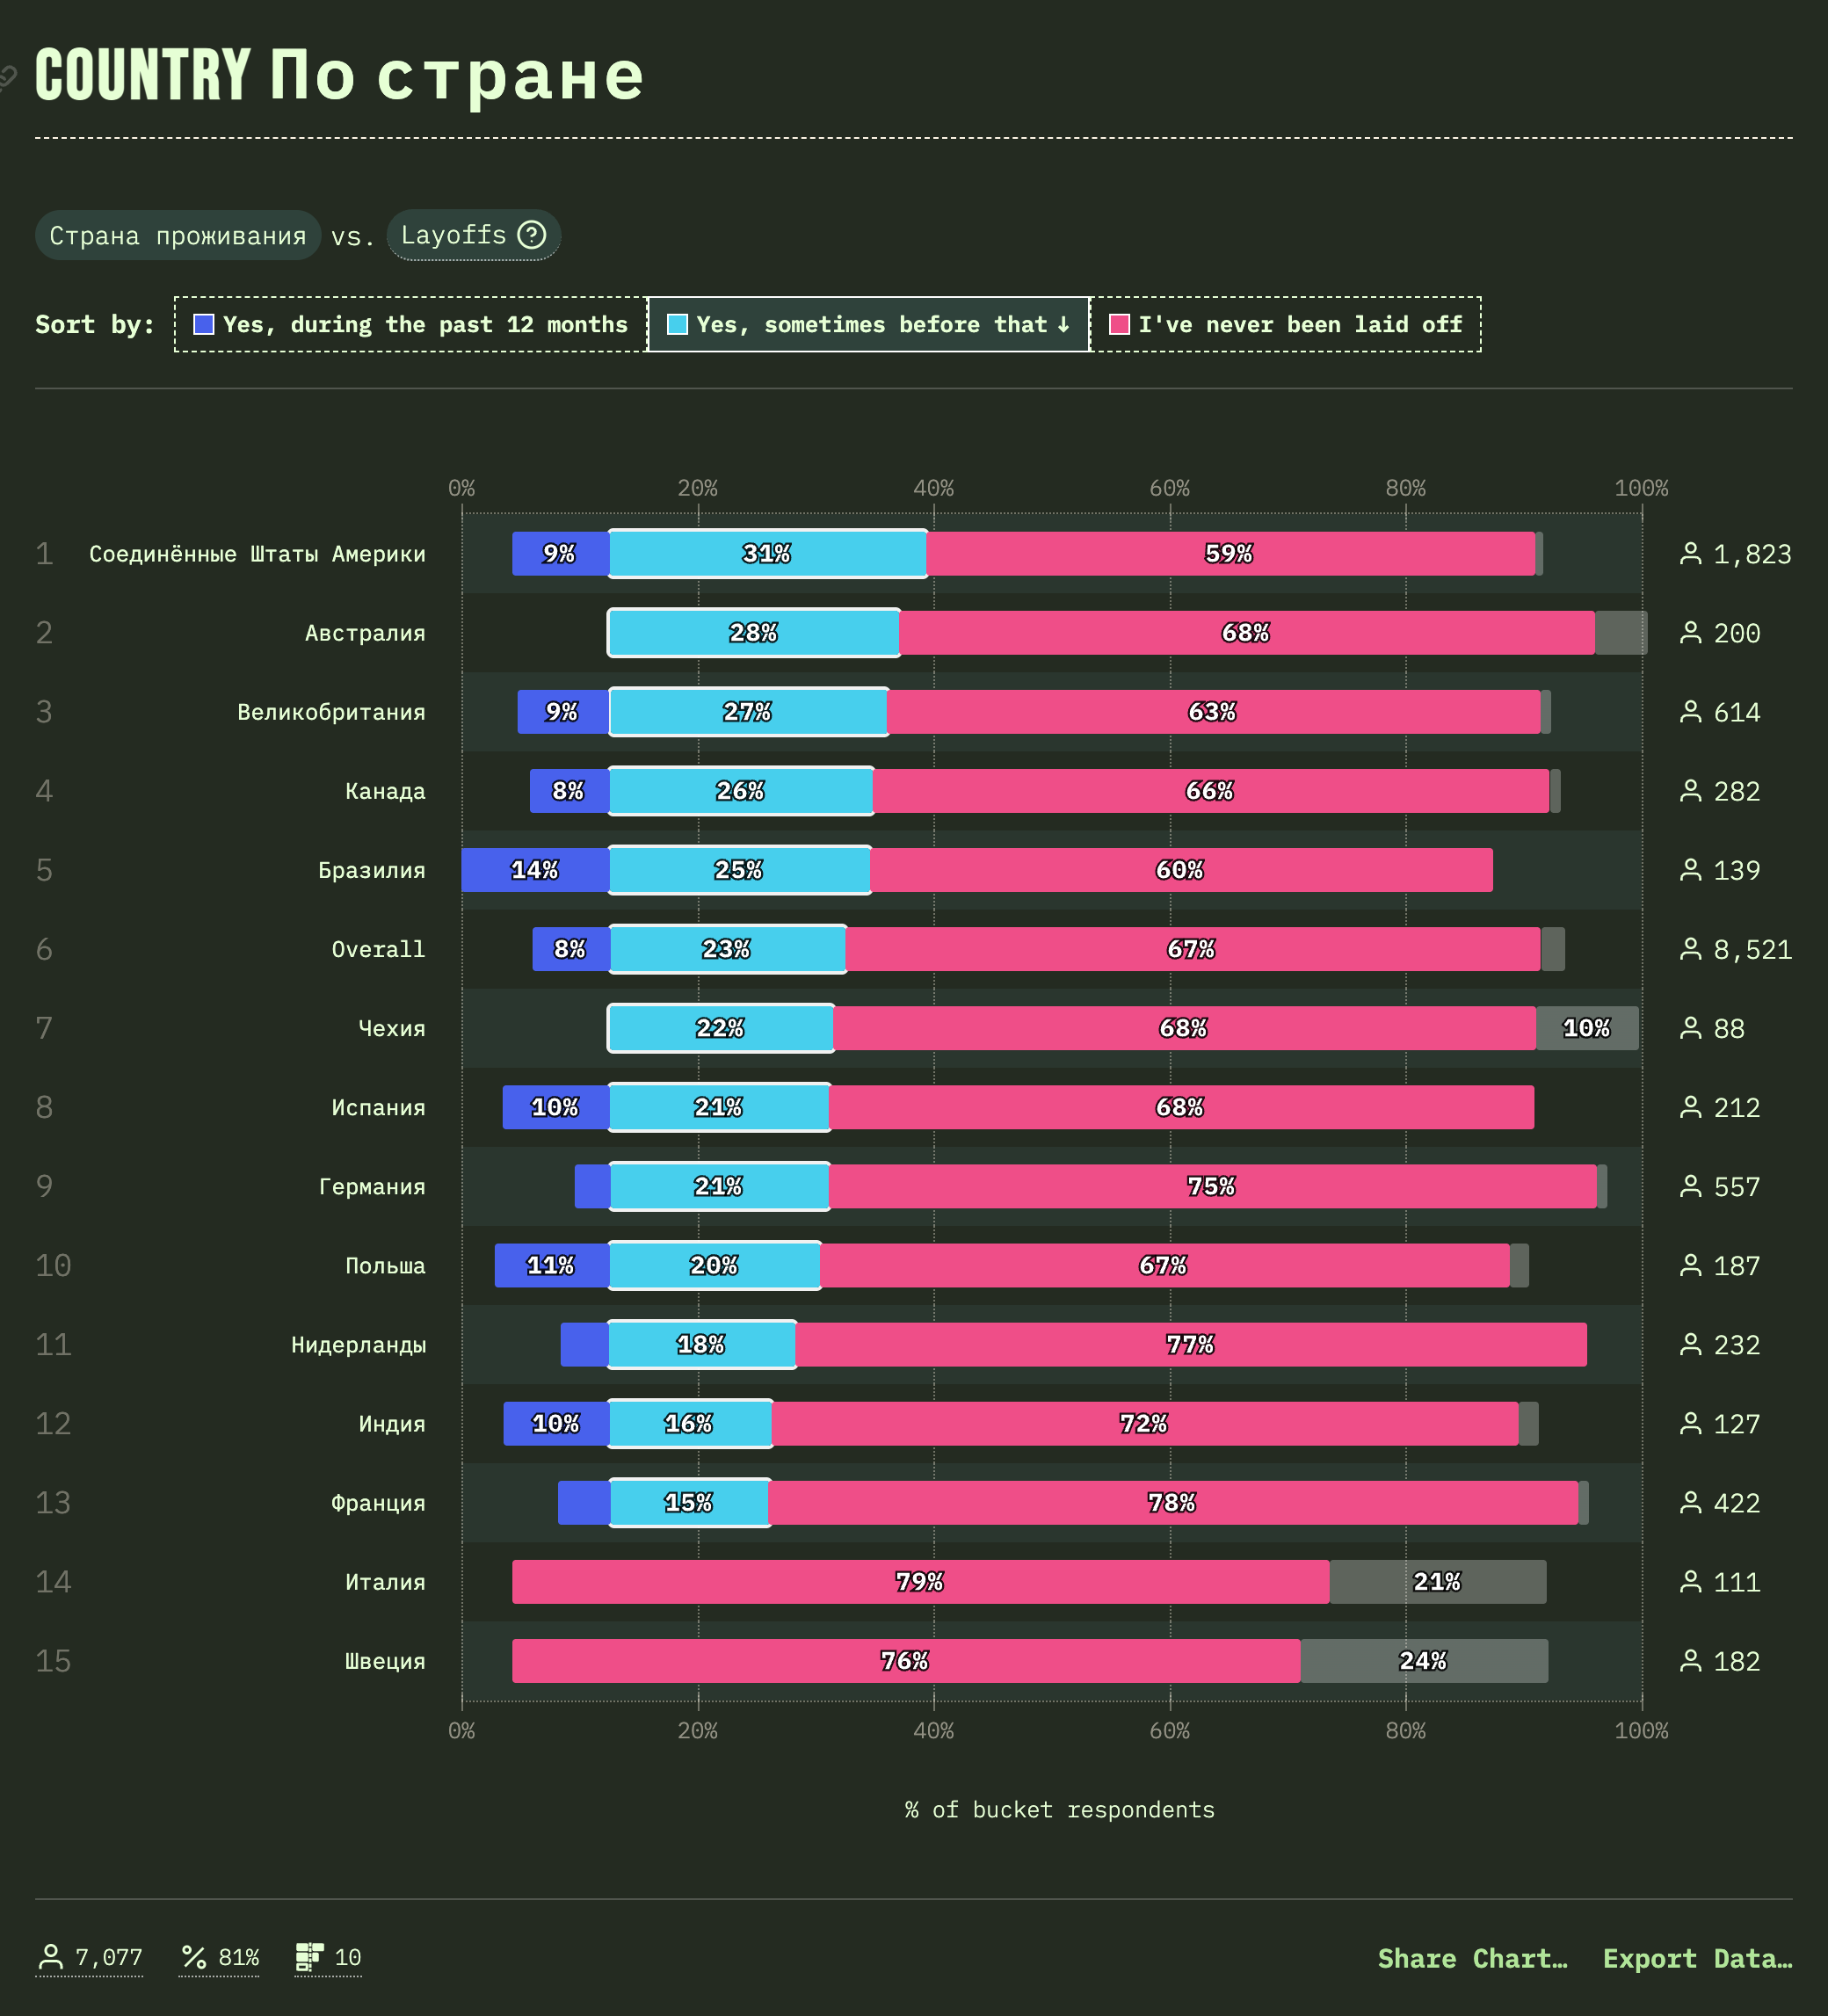 COUNTRY По стране
Страна проживания vs. Layoffs ?
Sort by: Yes, during the past 12 months Yes, sometimes before that ↓ I've never been laid off
0% 20% 40% 60% 80% 100%
1 Соединённые Штаты Америки 9% 31% 59% 1,823
2 Австралия 28% 68% 200
3 Великобритания 9% 27% 63% 614
4 Канада 8% 26% 66% 282
5 Бразилия 14% 25% 60% 139
6 Overall 8% 23% 67% 8,521
7 Чехия 22% 68% 10% 88
8 Испания 10% 21% 68% 212
9 Германия 21% 75% 557
10 Польша 11% 20% 67% 187
11 Нидерланды 18% 77% 232
12 Индия 10% 16% 72% 127
13 Франция 15% 78% 422
14 Италия 79% 21% 111
15 Швеция 76% 24% 182
0% 20% 40% 60% 80% 100%
% of bucket respondents
7,077 81% 10 Share Chart… Export Data…